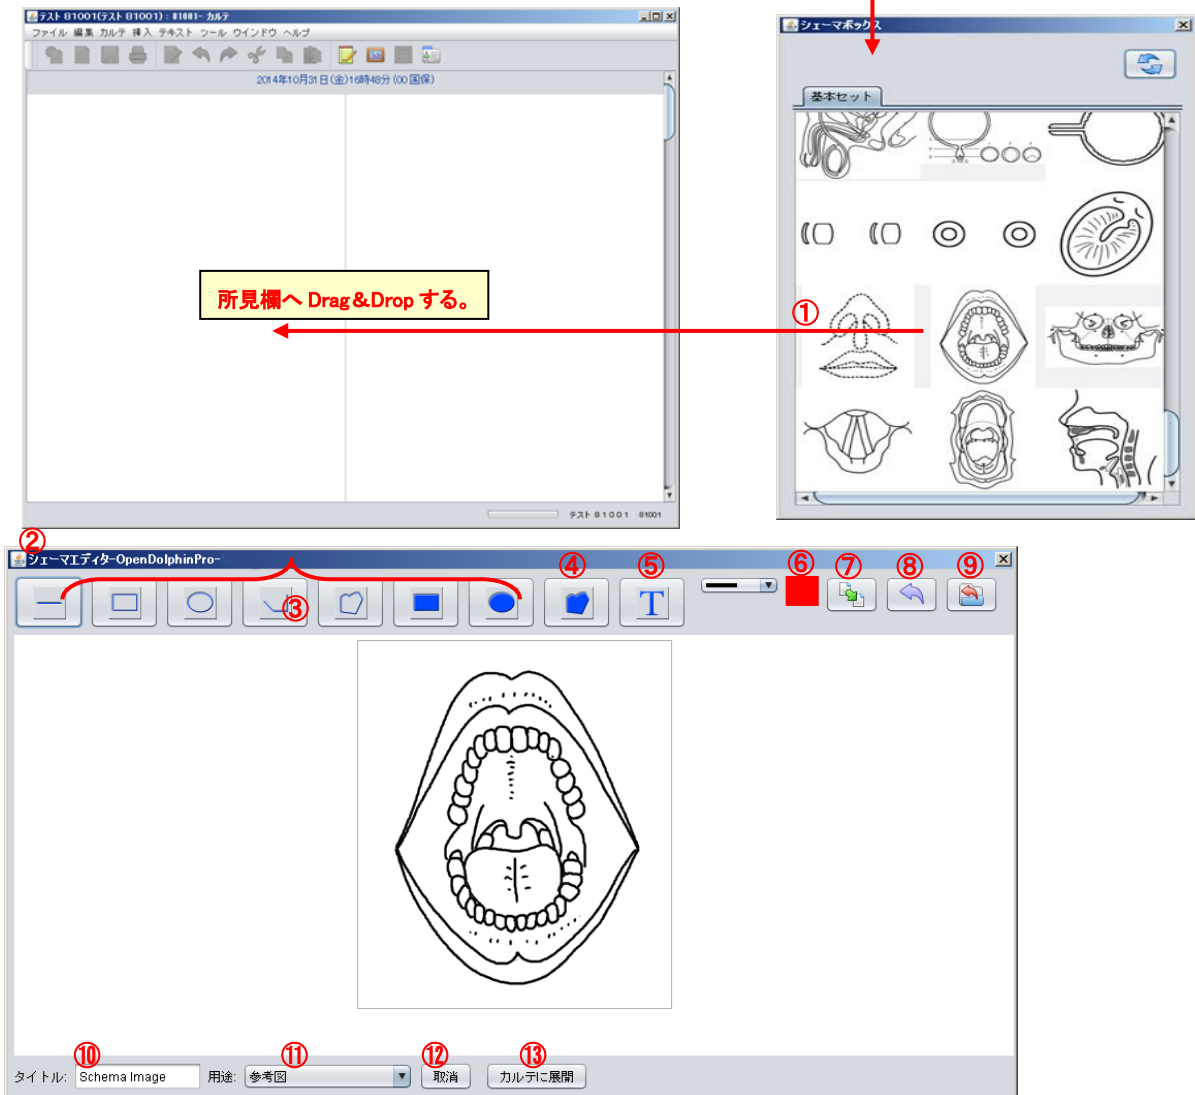 テスト 81001(テスト 81001) : 81001- カルテ
ファイル 編集 カルテ 挿入 テキスト ツール ウインドウ ヘルプ
2014年10月31日(金)16時48分 (00 国保)
所見欄へ Drag&Drop する。
テスト 81001 81001
シェーマボックス
基本セット
①
②
シェーマエディタ-OpenDolphinPro-
③
④
⑤
⑥
⑦
⑧
⑨
T
⑩
⑪
⑫
⑬
タイトル: Schema Image 用途: 参考図 取消 カルテに展開